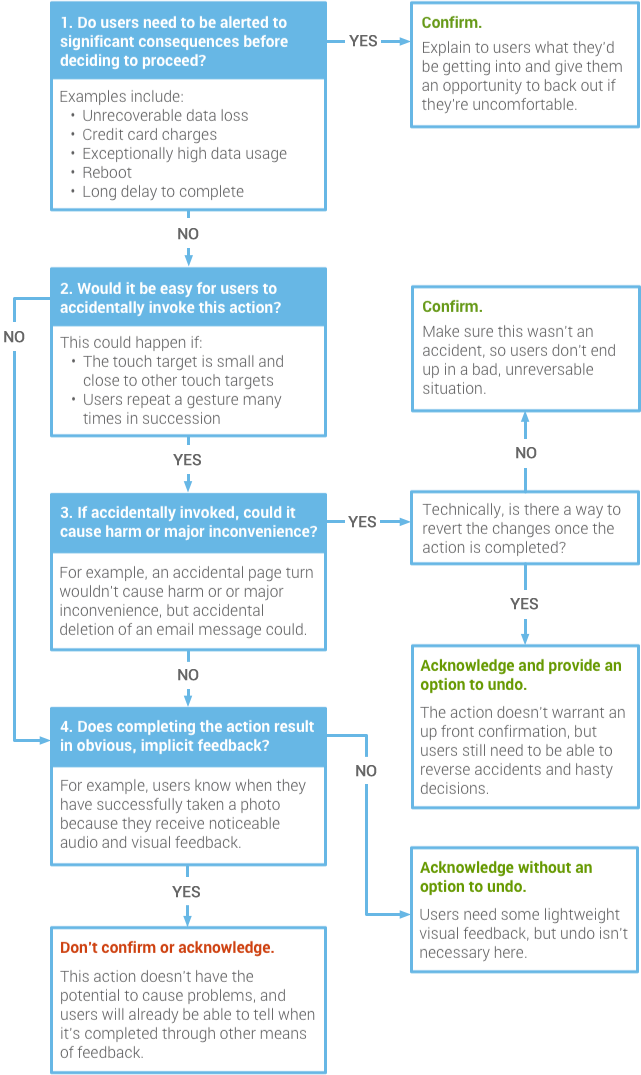 1. Do users need to be alerted to
significant consequences before
deciding to proceed?
Examples include:
• Unrecoverable data loss
• Credit card charges
• Exceptionally high data usage
• Reboot
• Long delay to complete
YES
Confirm.
Explain to users what they'd
be getting into and give them
an opportunity to back out if
they're uncomfortable.
NO
2. Would it be easy for users to
accidentally invoke this action?
This could happen if:
• The touch target is small and
close to other touch targets
• Users repeat a gesture many
times in succession
NO
Confirm.
Make sure this wasn't an
accident, so users don't end
up in a bad, unreversable
situation.
NO
YES
3. If accidentally invoked, could it
cause harm or major inconvenience?
For example, an accidental page turn
wouldn't cause harm or or major
inconvenience, but accidental
deletion of an email message could.
YES
Technically, is there a way to
revert the changes once the
action is completed?
YES
NO
Acknowledge and provide an
option to undo.
The action doesn't warrant an
up front confirmation, but
users still need to be able to
reverse accidents and hasty
decisions.
4. Does completing the action result
in obvious, implicit feedback?
For example, users know when they
have successfully taken a photo
because they receive noticeable
audio and visual feedback.
NO
Acknowledge without an
option to undo.
Users need some lightweight
visual feedback, but undo isn't
necessary here.
YES
Don't confirm or acknowledge.
This action doesn't have the
potential to cause problems, and
users will already be able to tell when
it's completed through other means
of feedback.